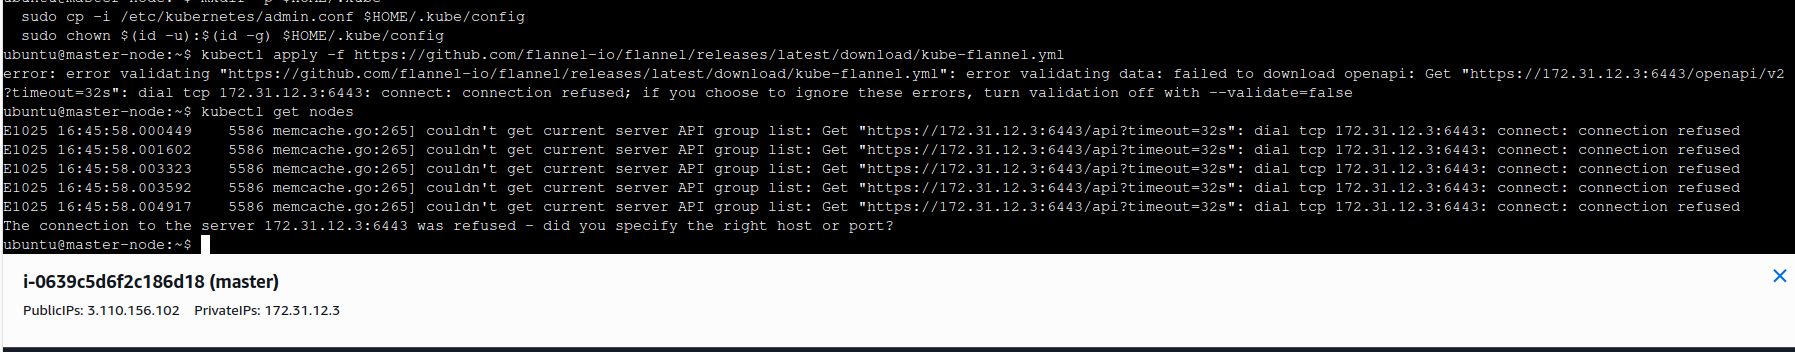 ubuntu@master-node:~$ mkdir -p $HOME/.kube
  sudo cp -i /etc/kubernetes/admin.conf $HOME/.kube/config
  sudo chown $(id -u):$(id -g) $HOME/.kube/config
ubuntu@master-node:~$ kubectl apply -f https://github.com/flannel-io/flannel/releases/latest/download/kube-flannel.yml
error: error validating "https://github.com/flannel-io/flannel/releases/latest/download/kube-flannel.yml": error validating data: failed to download openapi: Get "https://172.31.12.3:6443/openapi/v2
?timeout=32s": dial tcp 172.31.12.3:6443: connect: connection refused; if you choose to ignore these errors, turn validation off with --validate=false
ubuntu@master-node:~$ kubectl get nodes
E1025 16:45:58.000449    5586 memcache.go:265] couldn't get current server API group list: Get "https://172.31.12.3:6443/api?timeout=32s": dial tcp 172.31.12.3:6443: connect: connection refused
E1025 16:45:58.001602    5586 memcache.go:265] couldn't get current server API group list: Get "https://172.31.12.3:6443/api?timeout=32s": dial tcp 172.31.12.3:6443: connect: connection refused
E1025 16:45:58.003323    5586 memcache.go:265] couldn't get current server API group list: Get "https://172.31.12.3:6443/api?timeout=32s": dial tcp 172.31.12.3:6443: connect: connection refused
E1025 16:45:58.003592    5586 memcache.go:265] couldn't get current server API group list: Get "https://172.31.12.3:6443/api?timeout=32s": dial tcp 172.31.12.3:6443: connect: connection refused
E1025 16:45:58.004917    5586 memcache.go:265] couldn't get current server API group list: Get "https://172.31.12.3:6443/api?timeout=32s": dial tcp 172.31.12.3:6443: connect: connection refused
The connection to the server 172.31.12.3:6443 was refused - did you specify the right host or port?
ubuntu@master-node:~$
i-0639c5d6f2c186d18 (master)
PublicIPs: 3.110.156.102    PrivateIPs: 172.31.12.3